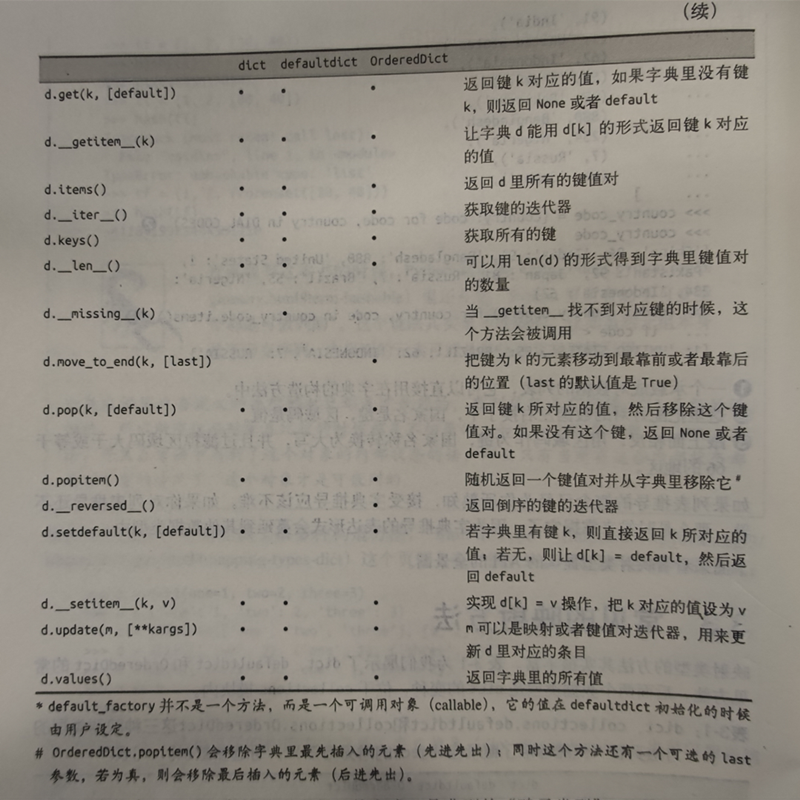 （续）
dict defaultdict OrderedDict
d.get(k, [default]) • • • 返回键 k 对应的值，如果字典里没有键
k，则返回 None 或者 default
d.__getitem__(k) • • • 让字典 d 能用 d[k] 的形式返回键 k 对应
的值
d.items() • • • 返回 d 里所有的键值对
d.__iter__() • • • 获取键的迭代器
d.keys() • • • 获取所有的键
d.__len__() • • • 可以用 len(d) 的形式得到字典里键值对
的数量
d.__missing__(k) • 当 __getitem__ 找不到对应键的时候，这
个方法会被调用
d.move_to_end(k, [last]) • 把键为 k 的元素移动到最靠前或者最靠后
的位置（last 的默认值是 True）
d.pop(k, [default]) • • • 返回键 k 所对应的值，然后移除这个键
值对。如果没有这个键，返回 None 或者
default
d.popitem() • • • 随机返回一个键值对并从字典里移除它#
d.__reversed__() • 返回倒序的键的迭代器
d.setdefault(k, [default]) • • • 若字典里有键 k，则直接返回 k 所对应的
值；若无，则让 d[k] = default，然后返
回 default
d.__setitem__(k, v) • • • 实现 d[k] = v 操作，把 k 对应的值设为 v
d.update(m, [**kargs]) • • • m 可以是映射或者键值对迭代器，用来更
新 d 里对应的条目
d.values() • • • 返回字典里的所有值
* default_factory 并不是一个方法，而是一个可调用对象（callable），它的值在 defaultdict 初始化的时候
由用户设定。
# OrderedDict.popitem() 会移除字典里最先插入的元素（先进先出）；同时这个方法还有一个可选的 last
参数，若为真，则会移除最后插入的元素（后进先出）。